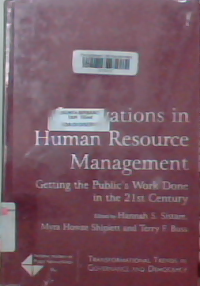 vations in
Human Resource
Management
Getting the Public's Work Done
in the 21st Century
Edited by Hannah S. Sistare,
Myra Howze Shiplett and Terry F. Buss
TRANSFORMATIONAL TRENDS IN
GOVERNANCE AND DEMOCRACY